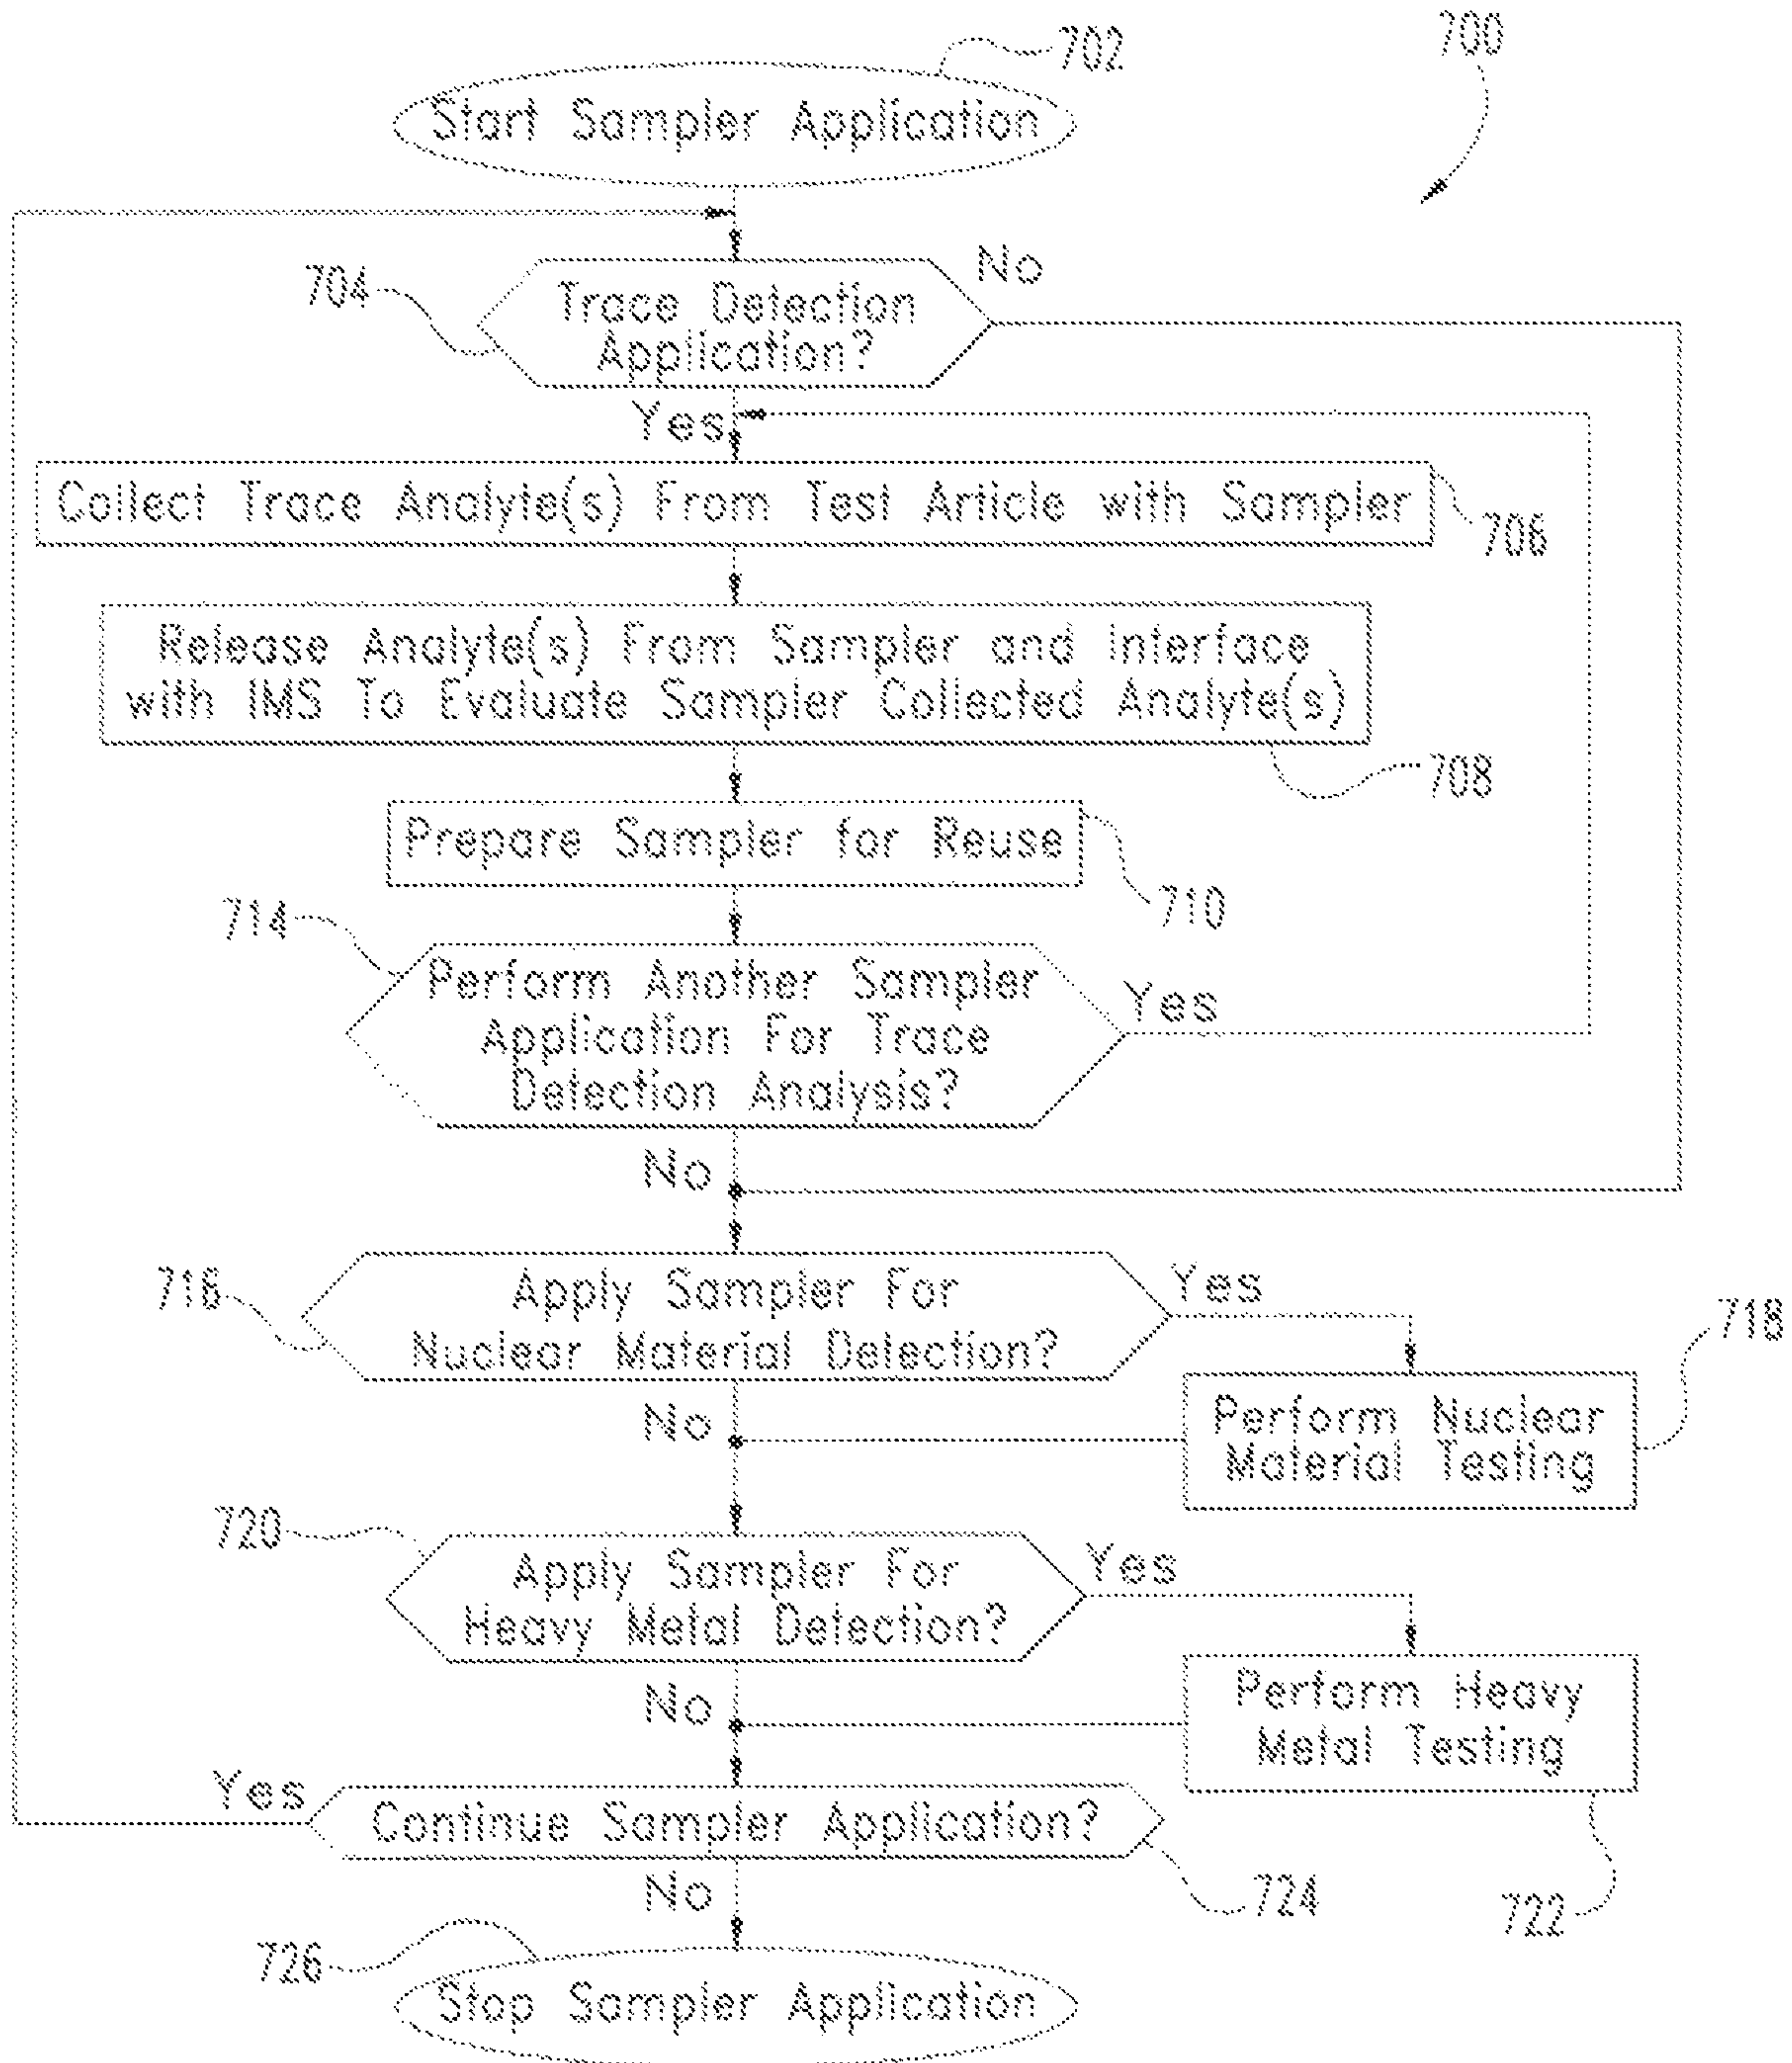 702
700
Start Sampler Application
704
No
Trace Detection
Application?
Yes
Collect Trace Analyte(s) From Test Article with Sampler
706
Release Analyte(s) From Sampler and Interface
with IMS To Evaluate Sampler Collected Analyte(s)
708
Prepare Sampler for Reuse
710
714
Perform Another Sampler
Application For Trace
Detection Analysis?
Yes
No
716
Apply Sampler For
Nuclear Material Detection?
Yes
718
No
Perform Nuclear
Material Testing
720
Apply Sampler For
Heavy Metal Detection?
Yes
No
Perform Heavy
Metal Testing
Yes
Continue Sampler Application?
724
722
No
726
Stop Sampler Application